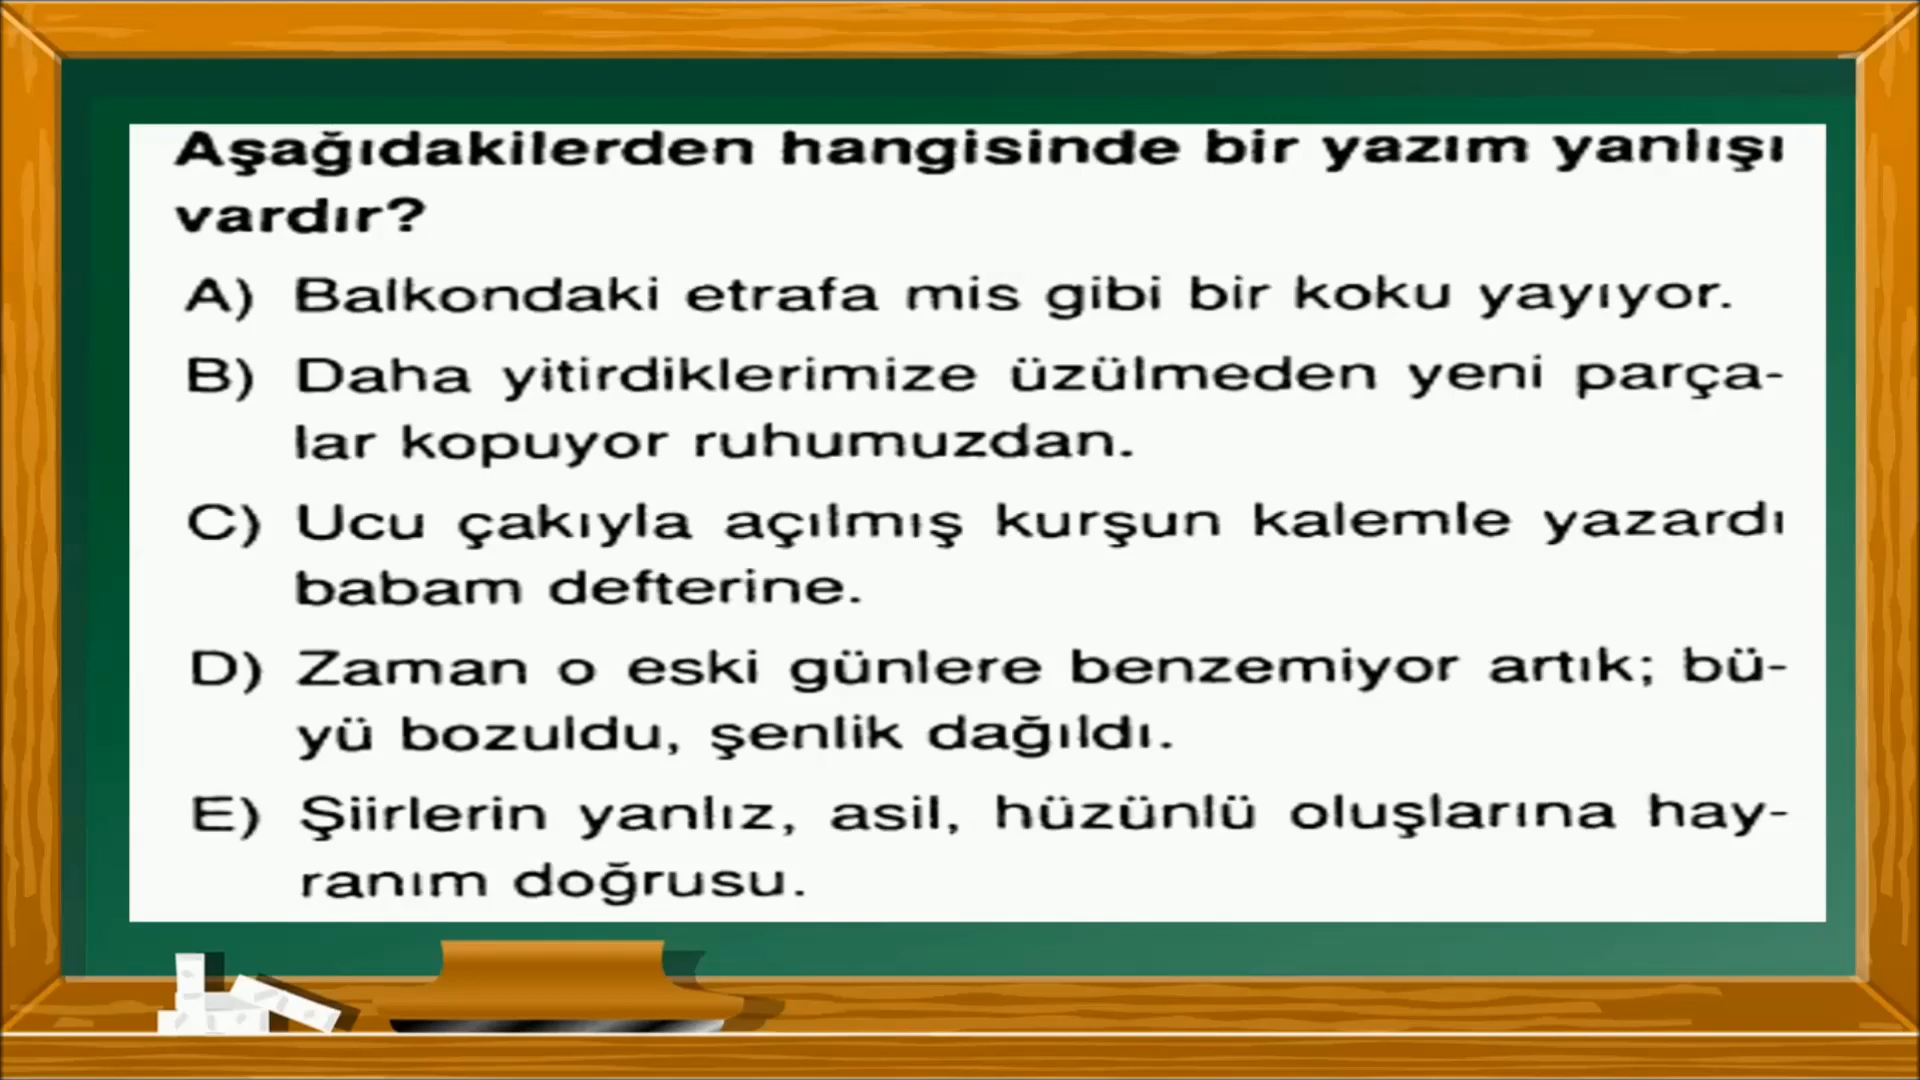 Aşağıdakilerden hangisinde bir yazım yanlışı
vardır?
A) Balkondaki etrafa mis gibi bir koku yayıyor.
B) Daha yitirdiklerimize üzülmeden yeni parça-
lar kopuyor ruhumuzdan.
C) Ucu çakıyla açılmış kurşun kalemle yazardı
babam defterine.
D) Zaman o eski günlere benzemiyor artık; bü-
yü bozuldu, şenlik dağıldı.
E) Şiirlerin yanlız, asil, hüzünlü oluşlarına hay-
ranım doğrusu.